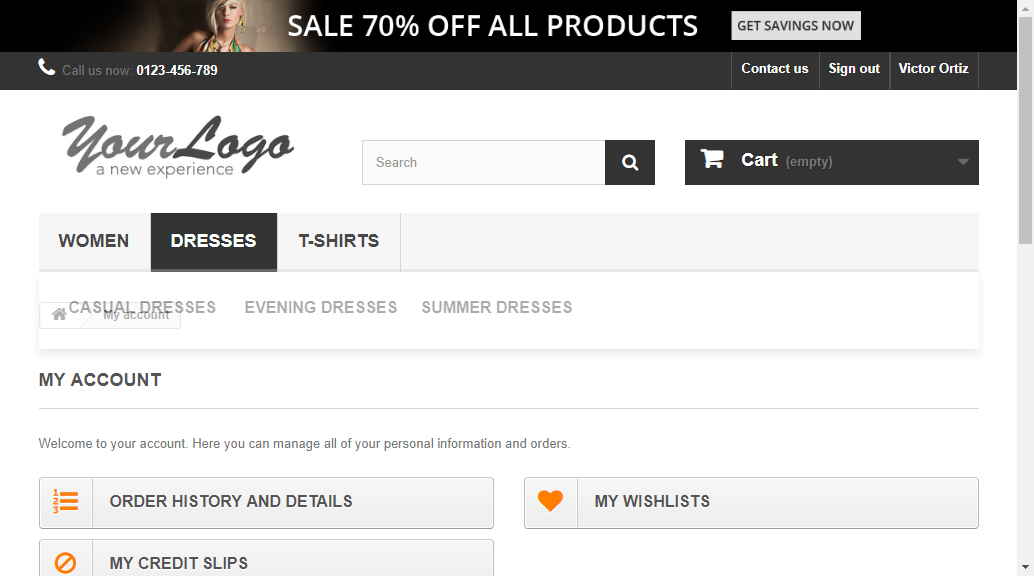 SALE 70% OFF ALL PRODUCTS GET SAVINGS NOW
Call us now: 0123-456-789 Contact us Sign out Victor Ortiz
YourLogo
a new experience
Search Cart (empty)
WOMEN DRESSES T-SHIRTS
CASUAL DRESSES EVENING DRESSES SUMMER DRESSES
My account
MY ACCOUNT
Welcome to your account. Here you can manage all of your personal information and orders.
1
2
3
ORDER HISTORY AND DETAILS MY WISHLISTS
MY CREDIT SLIPS